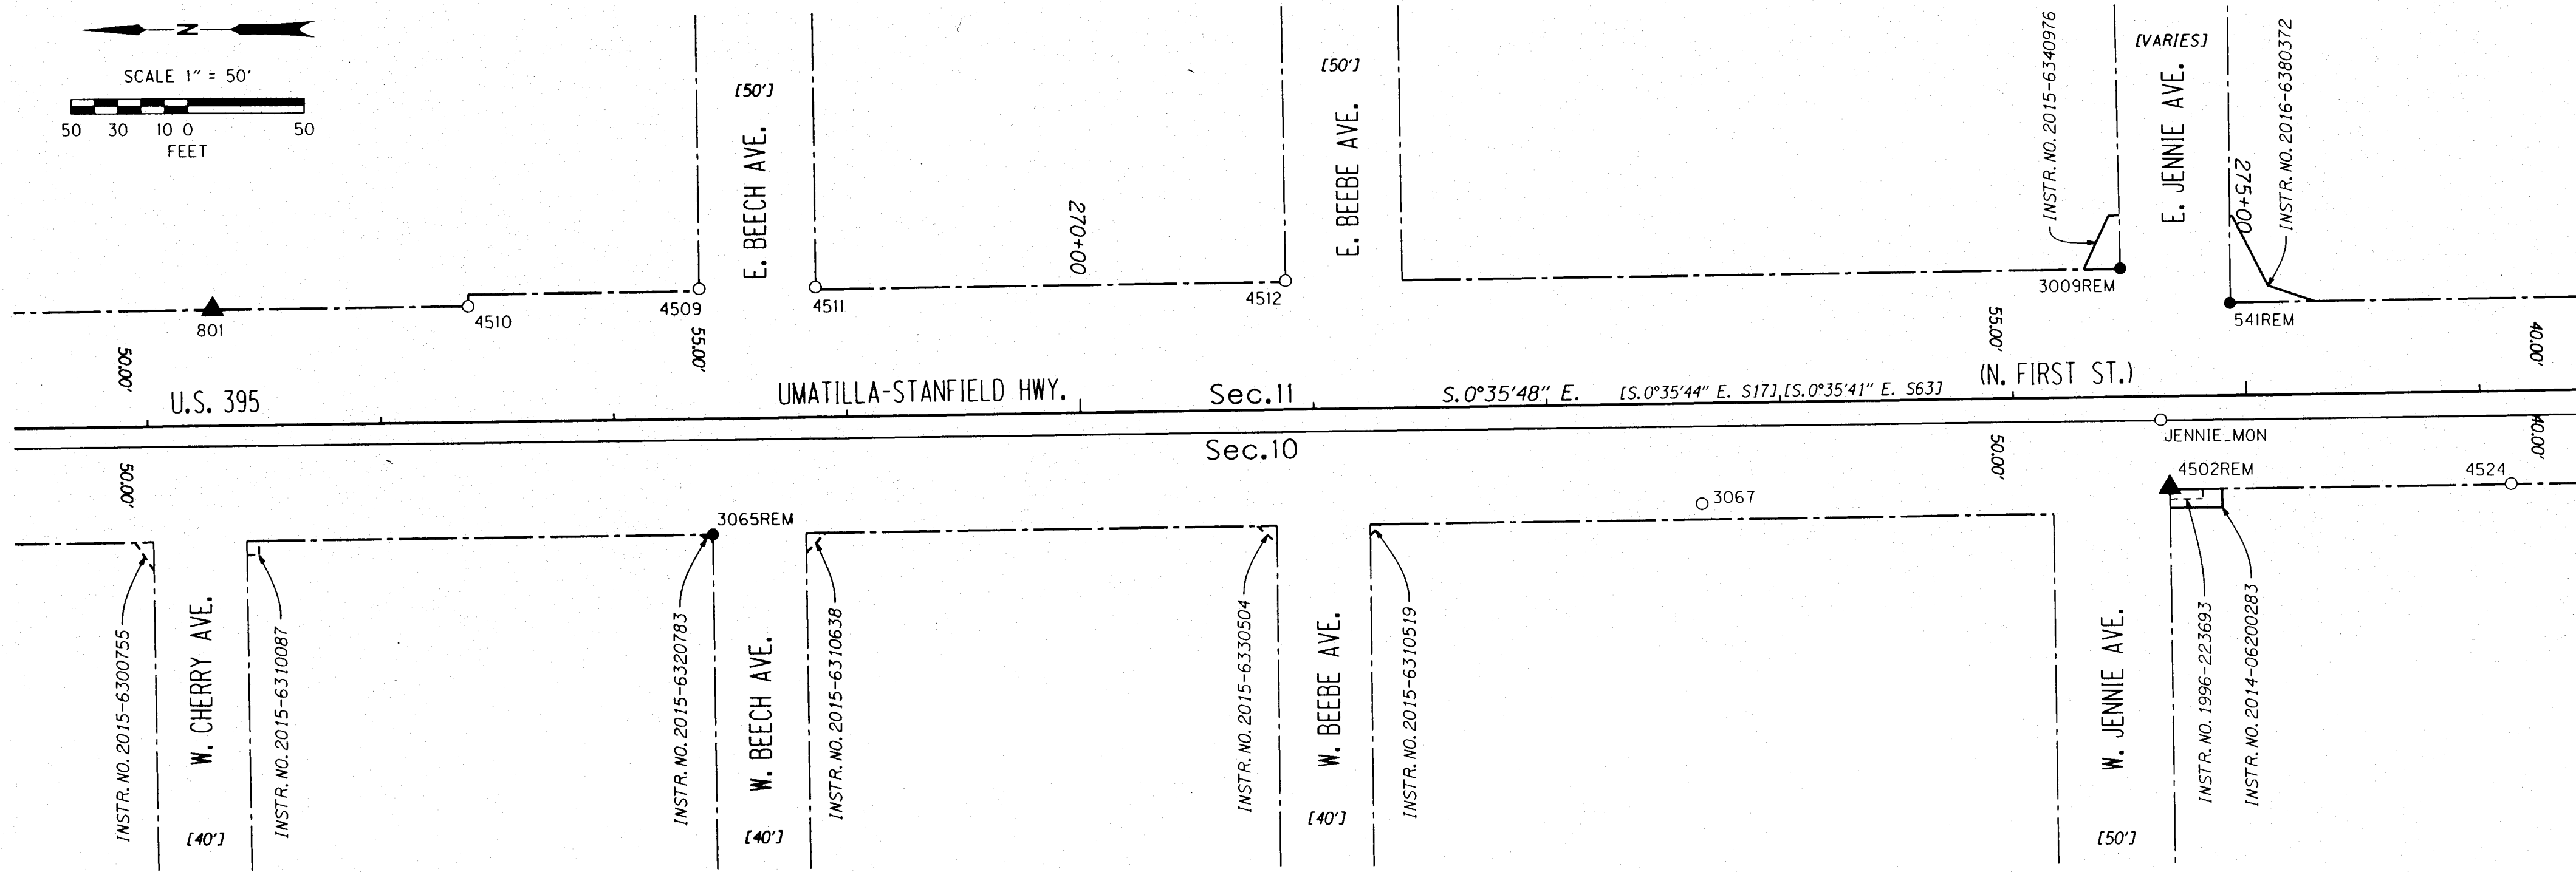 N
SCALE 1" = 50'
50 30 10 0 50
FEET
[50']
E. BEECH AVE.
270+00
[50']
E. BEEBE AVE.
INSTR. NO. 2015-6340976
[VARIES]
E. JENNIE AVE.
275+00
INSTR. NO. 2016-6380372
801
4510
4509
4511
4512
3009REM
541REM
50.00'
55.00'
55.00'
40.00'
U.S. 395
UMATILLA-STANFIELD HWY.
Sec.11
S. 0°35'48" E.
[S. 0°35'44" E. S17],[S. 0°35'41" E. S63]
(N. FIRST ST.)
Sec.10
JENNIE_MON
50.00'
50.00'
40.00'
3065REM
3067
4502REM
4524
INSTR. NO. 2015-6300755
W. CHERRY AVE.
[40']
INSTR. NO. 2015-6310087
INSTR. NO. 2015-6320783
W. BEECH AVE.
[40']
INSTR. NO. 2015-6310638
INSTR. NO. 2015-6330504
W. BEEBE AVE.
[40']
INSTR. NO. 2015-6310519
W. JENNIE AVE.
[50']
INSTR. NO. 1996-223693
INSTR. NO. 2014-06200283